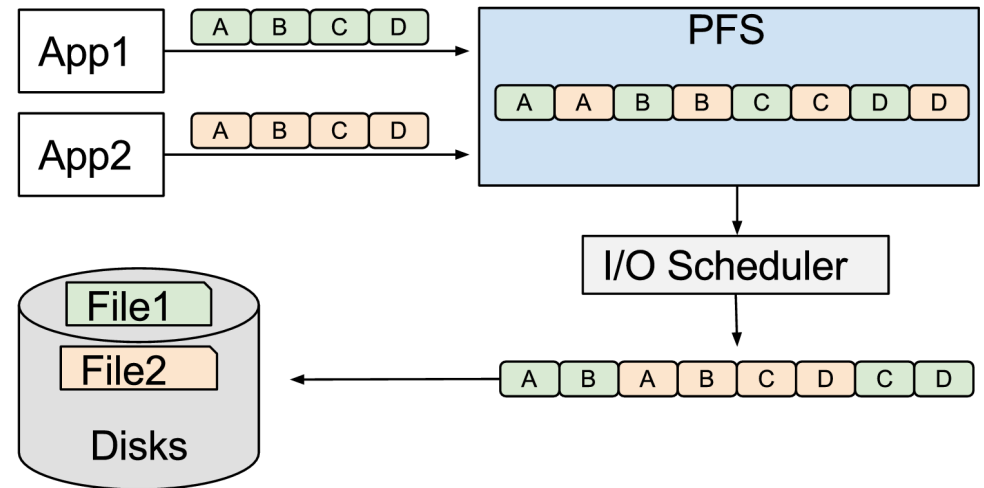 App1
A B C D
App2
A B C D
PFS
A A B B C C D D
I/O Scheduler
A B A B C D C D
File1
File2
Disks